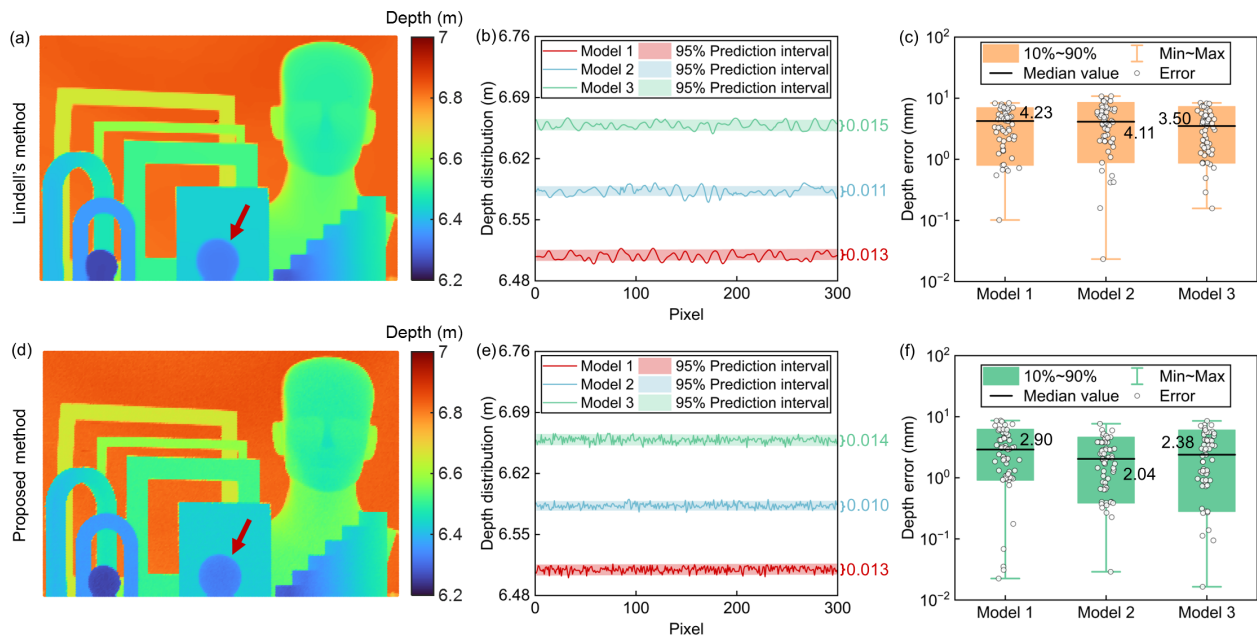 Depth (m)
(a)
7
6.8
6.6
6.4
6.2
Lindell's method
(b)
6.76
6.69
6.62
6.55
6.48
Depth distribution (m)
Model 1 95% Prediction interval
Model 2 95% Prediction interval
Model 3 95% Prediction interval
0.015
0.011
0.013
0 100 200 300
Pixel
(c)
10²
10¹
10⁰
10⁻¹
10⁻²
Depth error (mm)
10%~90% Min~Max
Median value Error
4.23
4.11
3.50
Model 1 Model 2 Model 3
Depth (m)
(d)
7
6.8
6.6
6.4
6.2
Proposed method
(e)
6.76
6.69
6.62
6.55
6.48
Depth distribution (m)
Model 1 95% Prediction interval
Model 2 95% Prediction interval
Model 3 95% Prediction interval
0.014
0.010
0.013
0 100 200 300
Pixel
(f)
10²
10¹
10⁰
10⁻¹
10⁻²
Depth error (mm)
10%~90% Min~Max
Median value Error
2.90
2.04
2.38
Model 1 Model 2 Model 3